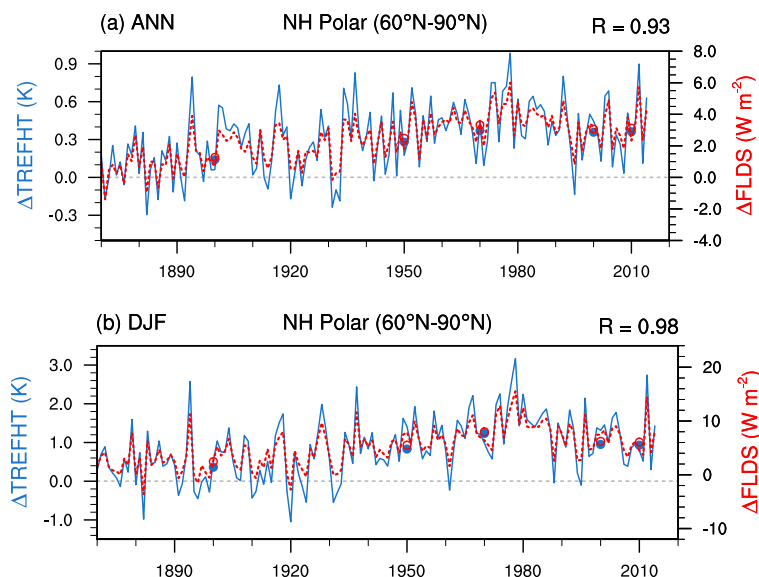 (a) ANN NH Polar (60°N-90°N) R = 0.93
0.9
0.6
0.3
0.0
-0.3
ΔTREFHT (K)
8.0
6.0
4.0
2.0
0.0
-2.0
-4.0
ΔFLDS (W m⁻²)
1890 1920 1950 1980 2010
(b) DJF NH Polar (60°N-90°N) R = 0.98
3.0
2.0
1.0
0.0
-1.0
ΔTREFHT (K)
20
10
0
-10
ΔFLDS (W m⁻²)
1890 1920 1950 1980 2010